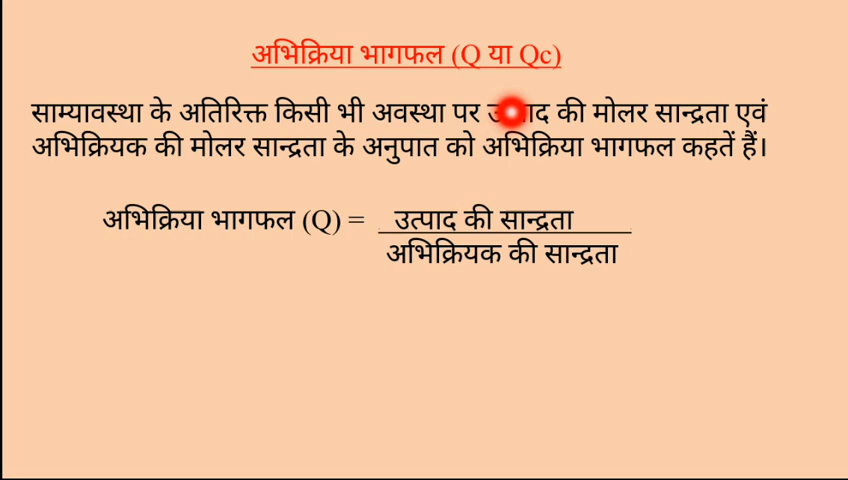 अभिक्रिया भागफल (Q या Qc)
साम्यावस्था के अतिरिक्त किसी भी अवस्था पर की मोलर सान्द्रता एवं
अभिक्रियक की मोलर सान्द्रता के अनुपात को अभिक्रिया भागफल कहतें हैं।
अभिक्रिया भागफल (Q) = उत्पाद की सान्द्रता
अभिक्रियक की सान्द्रता